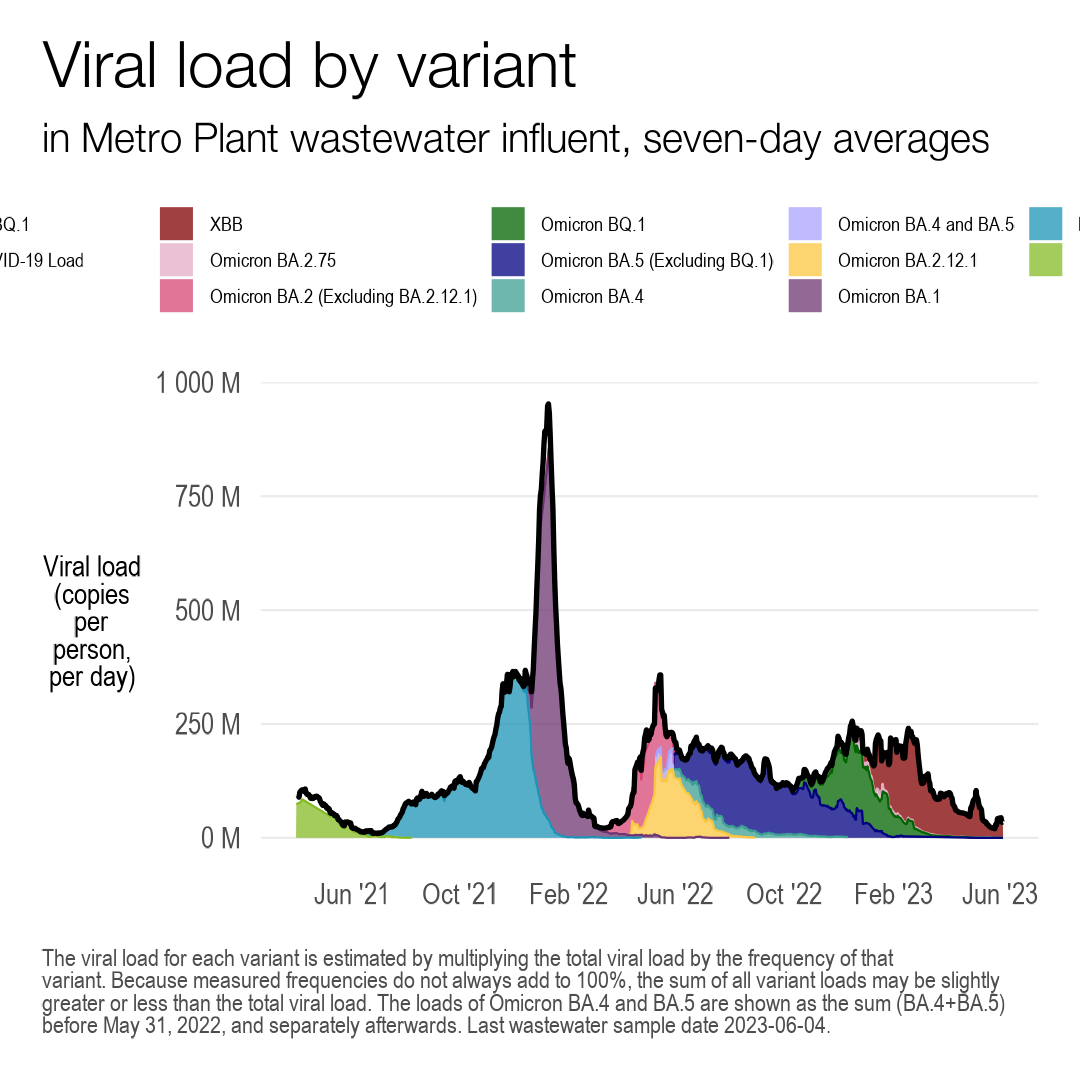 Viral load by variant
in Metro Plant wastewater influent, seven-day averages
BQ.1 XBB Omicron BQ.1 Omicron BA.4 and BA.5
VID-19 Load Omicron BA.2.75 Omicron BA.5 (Excluding BQ.1) Omicron BA.2.12.1
Omicron BA.2 (Excluding BA.2.12.1) Omicron BA.4 Omicron BA.1
1 000 M
750 M
500 M
250 M
0 M
Viral load
(copies
per
person,
per day)
Jun '21 Oct '21 Feb '22 Jun '22 Oct '22 Feb '23 Jun '23
The viral load for each variant is estimated by multiplying the total viral load by the frequency of that
variant. Because measured frequencies do not always add to 100%, the sum of all variant loads may be slightly
greater or less than the total viral load. The loads of Omicron BA.4 and BA.5 are shown as the sum (BA.4+BA.5)
before May 31, 2022, and separately afterwards. Last wastewater sample date 2023-06-04.